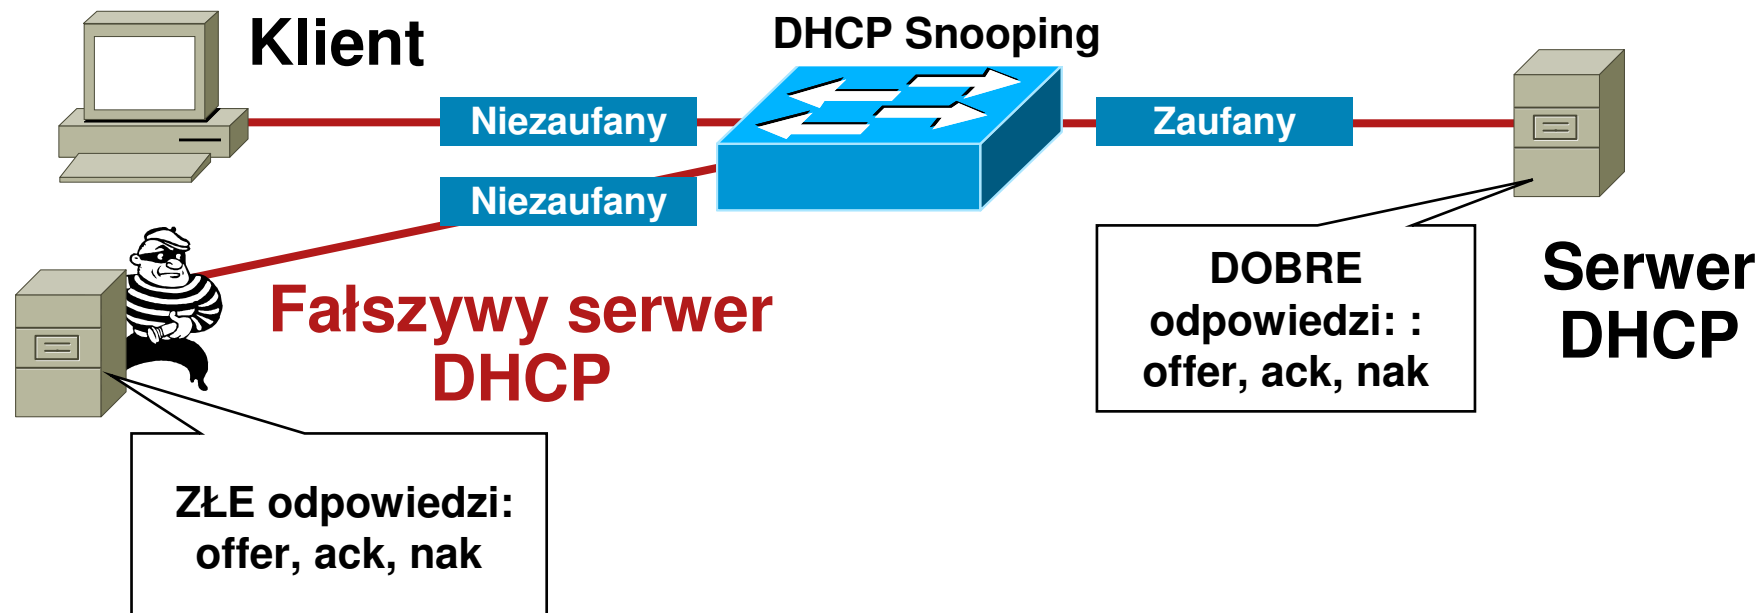 Klient
DHCP Snooping
Niezaufany
Zaufany
Niezaufany
Fałszywy serwer
DHCP
DOBRE
odpowiedzi: :
offer, ack, nak
Serwer
DHCP
ZŁE odpowiedzi:
offer, ack, nak